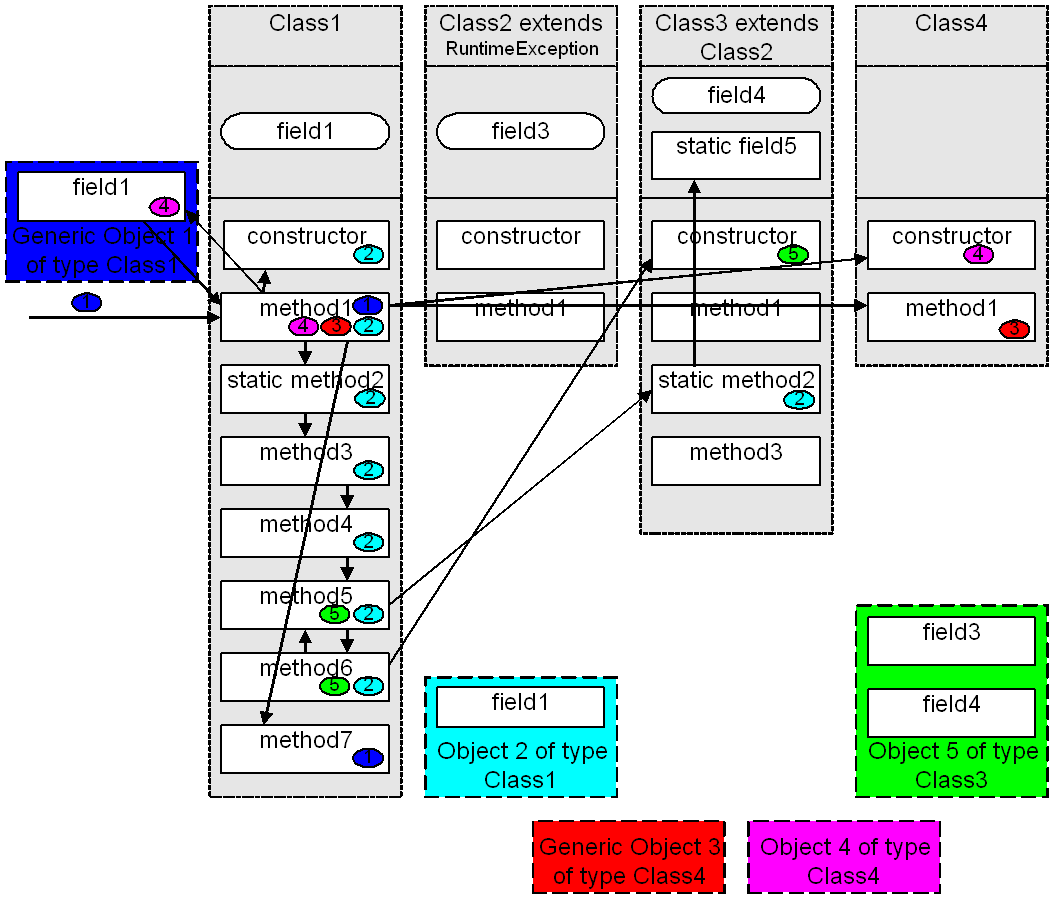 Class1
Class2 extends
RuntimeException
Class3 extends
Class2
Class4
field1
field3
field4
static field5
field1
4
Generic Object 1
of type Class1
1
constructor
2
method1
1
4
3
2
static method2
2
method3
2
method4
2
method5
5
2
method6
5
2
method7
1
constructor
method1
constructor
5
method1
static method2
2
method3
constructor
4
method1
3
field1
Object 2 of type
Class1
field3
field4
Object 5 of type
Class3
Generic Object 3
of type Class4
Object 4 of type
Class4